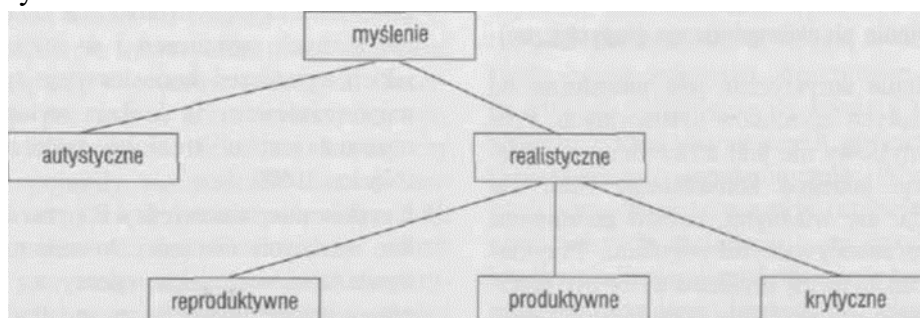 myślenie
autystyczne
realistyczne
reproduktywne
produktywne
krytyczne